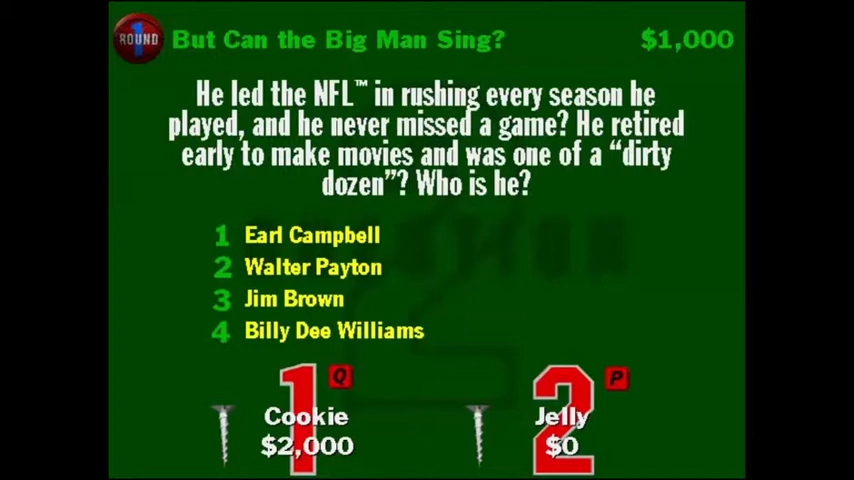 ROUND 1 But Can the Big Man Sing? $1,000
He led the NFL™ in rushing every season he
played, and he never missed a game? He retired
early to make movies and was one of a “dirty
dozen”? Who is he?
1 Earl Campbell
2 Walter Payton
3 Jim Brown
4 Billy Dee Williams
1 Q 2 P
Cookie Jelly
$2,000 $0